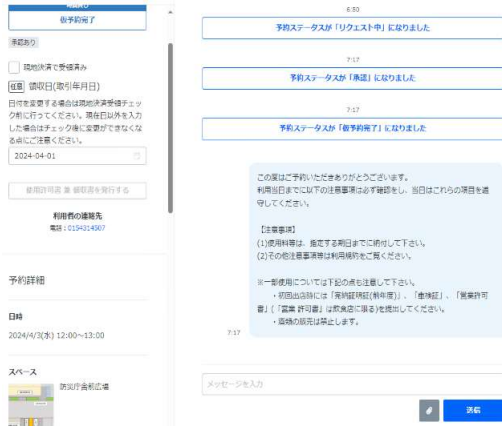 仮予約完了
承認あり
現地決済で受領済み
任意 領収日(取引年月日)
日付を変更する場合は現地決済受領チェッ
ク前に行ってください。現在日以外を入力
した場合はチェック後に変更ができなくな
る点にご注意ください。
2024-04-01
使用許可書 兼 領収書を発行する
利用者の連絡先
電話：0154314507
予約詳細
日時
2024/4/3(水) 12:00～13:00
スペース
防災庁舎前広場
6:50
予約ステータスが「リクエスト中」になりました
7:17
予約ステータスが「承認」になりました
7:17
予約ステータスが「仮予約完了」になりました
この度はご予約いただきありがとうございます。
利用当日までに以下の注意事項は必ず確認をし、当日はこれらの項目を遵
守してください。
【注意事項】
(1)使用料等は、指定する期日までに納付して下さい。
(2)その他注意事項等は利用規約をご覧ください。
※一部使用については下記の点も注意して下さい。
・初回出店時には「完納証明証(前年度)」、「車検証」、「営業許可
書」(「営業 許可書」は飲食店に限る)を提出してください。
・酒類の販売は禁止します。
7:17
メッセージを入力
送信